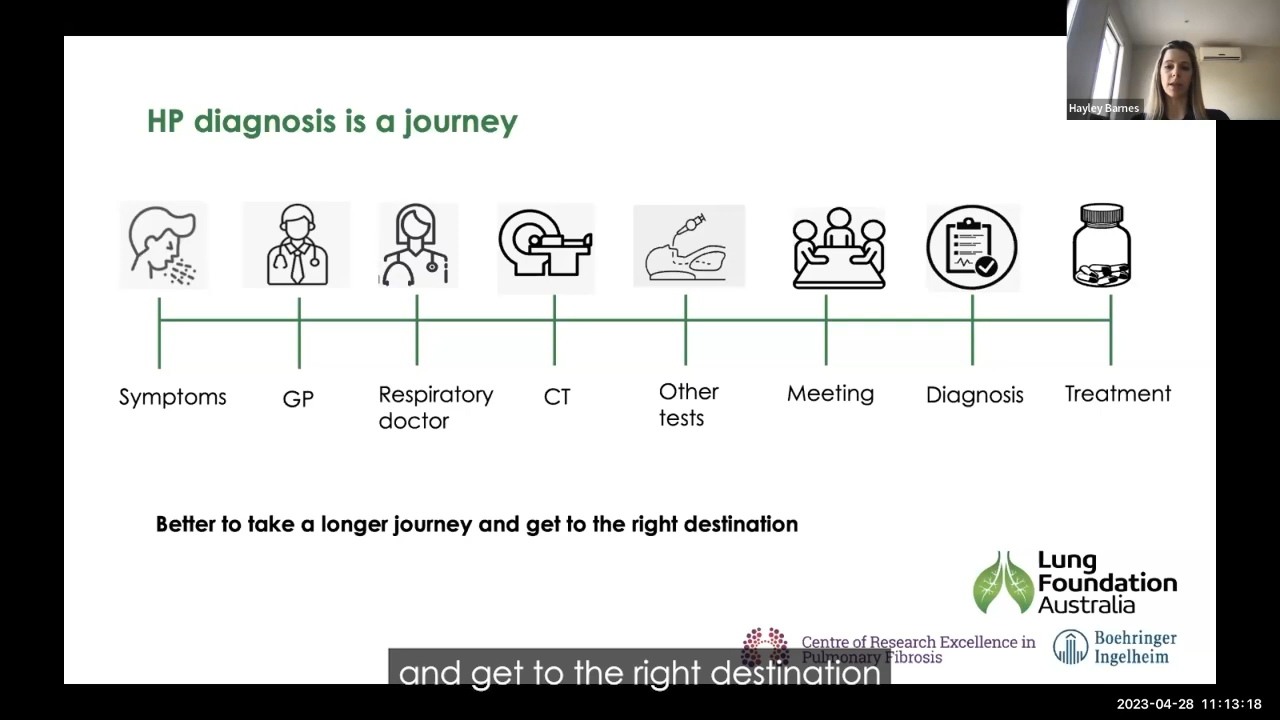 Hayley Barnes
HP diagnosis is a journey
Symptoms
GP
Respiratory
doctor
CT
Other
tests
Meeting
Diagnosis
Treatment
Better to take a longer journey and get to the right destination
Lung
Foundation
Australia
Centre of Research Excellence in
Pulmonary Fibrosis
Boehringer
Ingelheim
and get to the right destination
2023-04-28 11:13:18